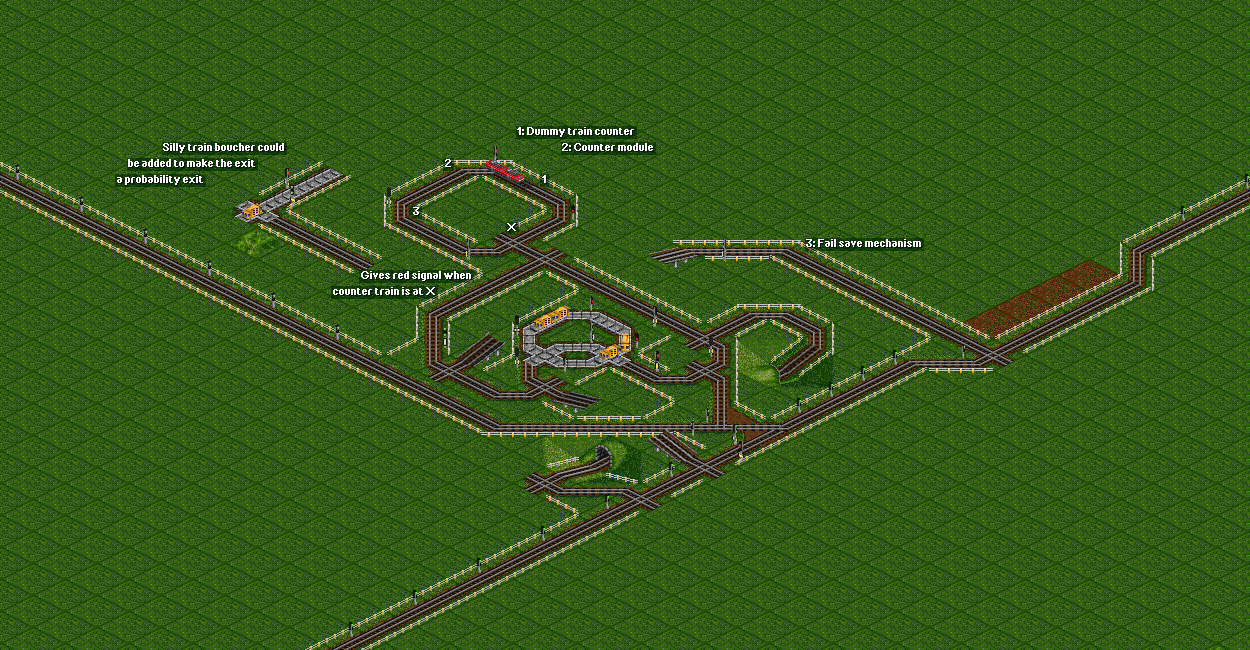 1: Dummy train counter
2: Counter module
Silly train boucher could
be added to make the exit
a probability exit
2
1
3
X
3: Fail save mechanism
Gives red signal when
counter train is at X